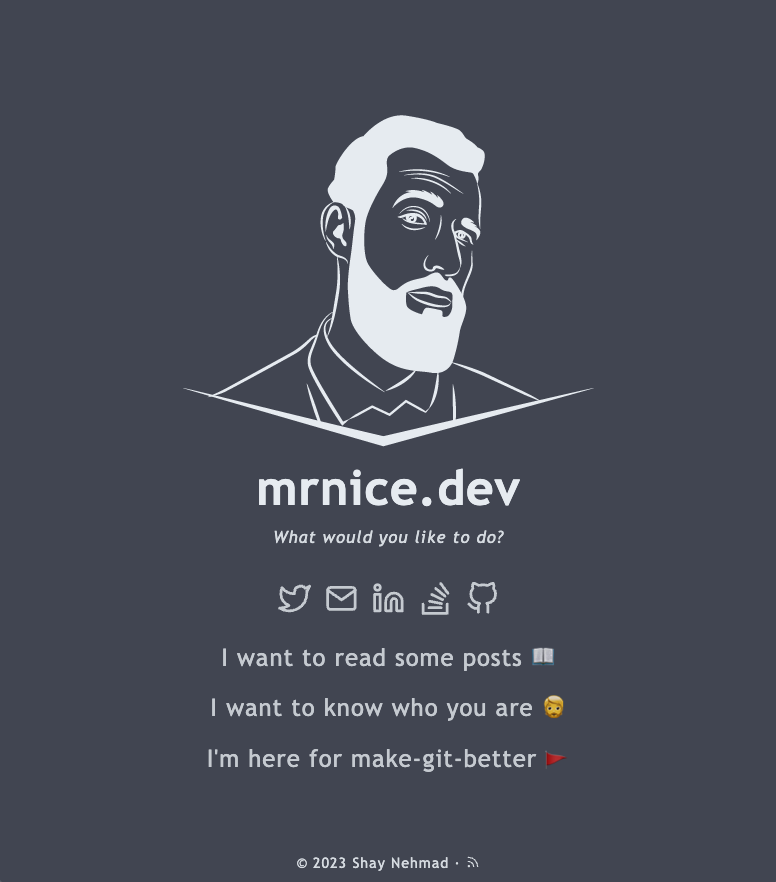 mrnice.dev
What would you like to do?
I want to read some posts 📖
I want to know who you are 🧔
I'm here for make-git-better 🚩
© 2023 Shay Nehmad ·